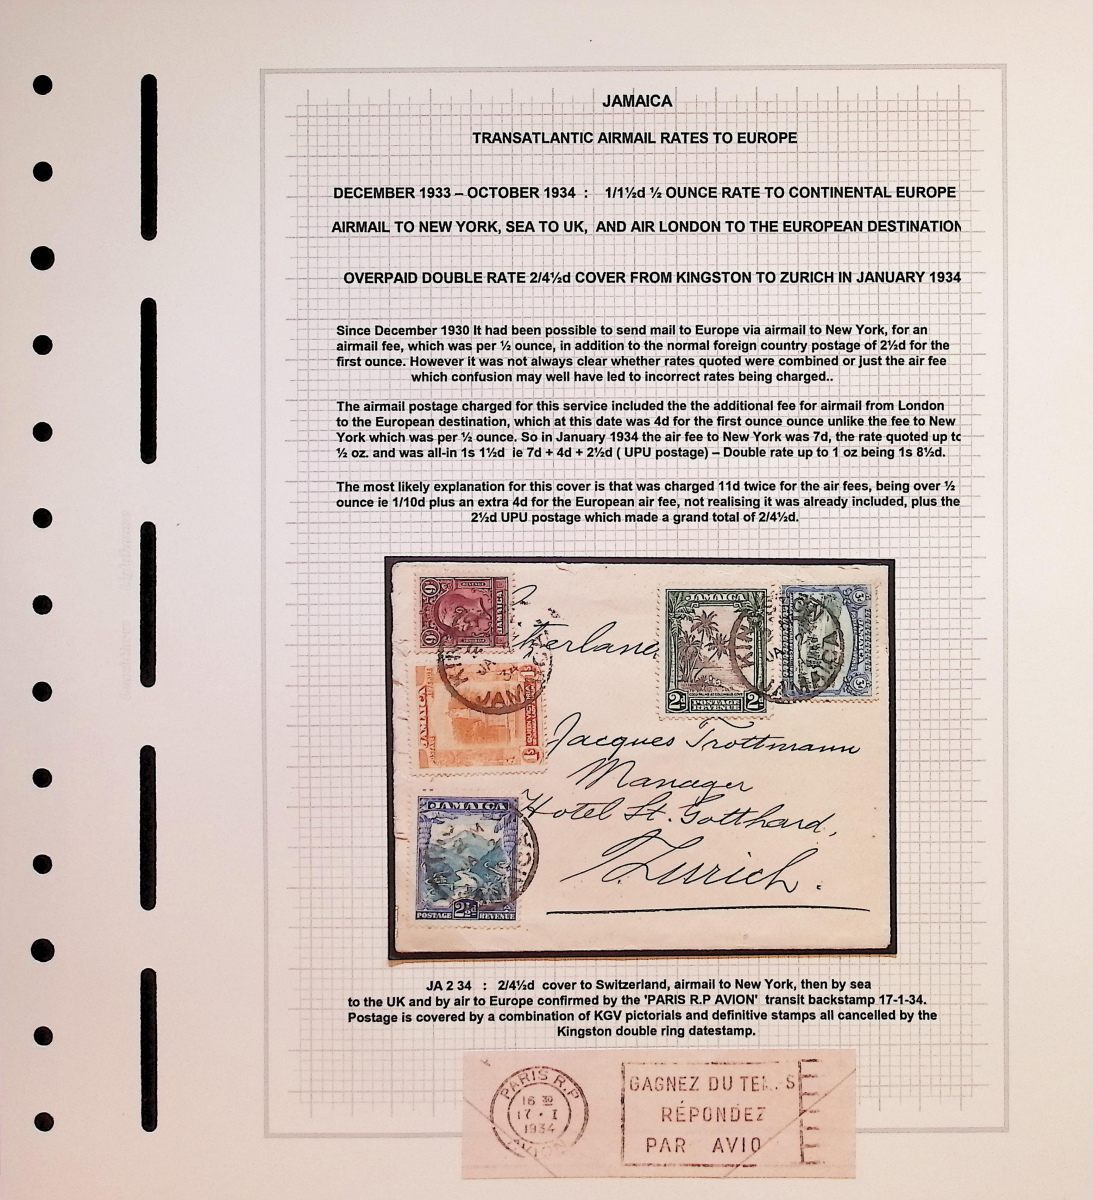 JAMAICA
TRANSATLANTIC AIRMAIL RATES TO EUROPE
DECEMBER 1933 – OCTOBER 1934 : 1/1½d ½ OUNCE RATE TO CONTINENTAL EUROPE
AIRMAIL TO NEW YORK, SEA TO UK, AND AIR LONDON TO THE EUROPEAN DESTINATION
OVERPAID DOUBLE RATE 2/4½d COVER FROM KINGSTON TO ZURICH IN JANUARY 1934
Since December 1930 It had been possible to send mail to Europe via airmail to New York, for an
airmail fee, which was per ½ ounce, in addition to the normal foreign country postage of 2½d for the
first ounce. However it was not always clear whether rates quoted were combined or just the air fee
which confusion may well have led to incorrect rates being charged..
The airmail postage charged for this service included the the additional fee for airmail from London
to the European destination, which at this date was 4d for the first ounce ounce unlike the fee to New
York which was per ½ ounce. So in January 1934 the air fee to New York was 7d, the rate quoted up to
½ oz. and was all-in 1s 1½d ie 7d + 4d + 2½d ( UPU postage) – Double rate up to 1 oz being 1s 8½d.
The most likely explanation for this cover is that was charged 11d twice for the air fees, being over ½
ounce ie 1/10d plus an extra 4d for the European air fee, not realising it was already included, plus the
2½d UPU postage which made a grand total of 2/4½d.
JAMAICA
9
9
JAMAICA
JAMAICA
1
1
JAMAICA
POSTAGE 2½d REVENUE
JAMAICA
2d POSTAGE REVENUE 2d
3
3
JAMAICA
JAMAICA
Jacques Trottmann
Manager
Hotel St. Gotthard,
Zurich.
JA 2 34 : 2/4½d cover to Switzerland, airmail to New York, then by sea
to the UK and by air to Europe confirmed by the 'PARIS R.P AVION' transit backstamp 17-1-34.
Postage is covered by a combination of KGV pictorials and definitive stamps all cancelled by the
Kingston double ring datestamp.
PARIS R.P
16 30
17 · I
1934
AVION
GAGNEZ DU TEMPS
RÉPONDEZ
PAR AVIO